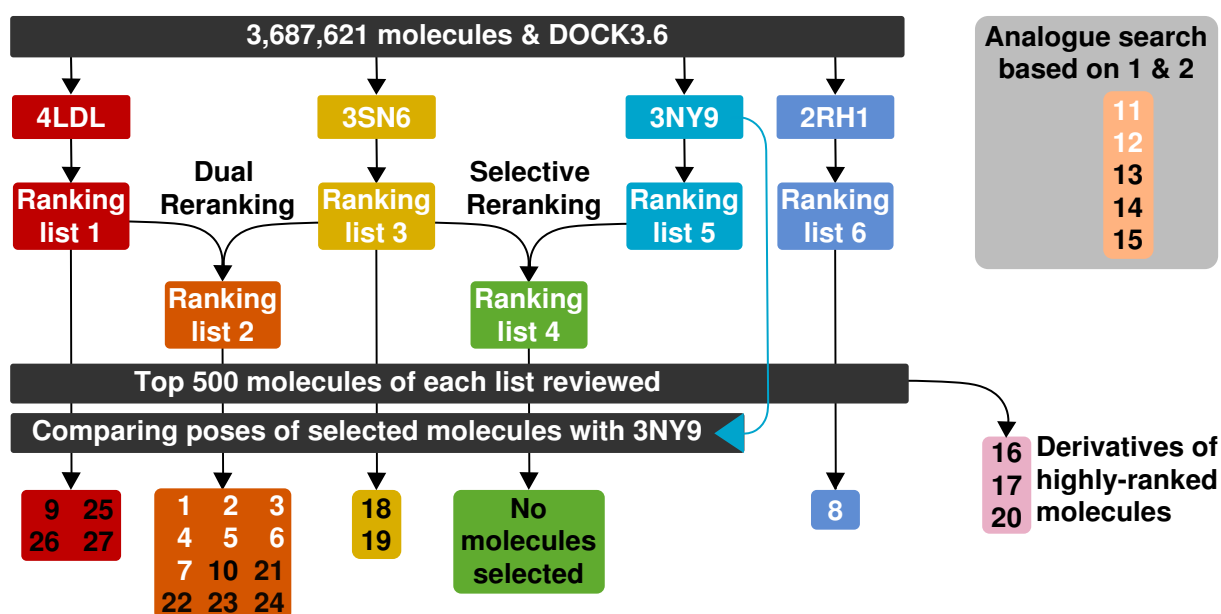 3,687,621 molecules & DOCK3.6
Analogue search
based on 1 & 2
11
12
13
14
15
4LDL
3SN6
3NY9
2RH1
Dual
Reranking
Selective
Reranking
Ranking
list 1
Ranking
list 3
Ranking
list 5
Ranking
list 6
Ranking
list 2
Ranking
list 4
Top 500 molecules of each list reviewed
Comparing poses of selected molecules with 3NY9
9 25
26 27
1 2 3
4 5 6
7 10 21
22 23 24
18
19
No
molecules
selected
8
16
17
20
Derivatives of
highly-ranked
molecules